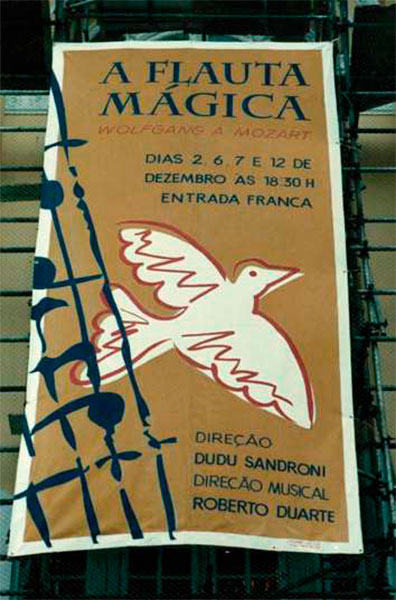 A FLAUTA
MÁGICA
WOLFGANG A MOZART
DIAS 2, 6, 7 E 12 DE
DEZEMBRO ÀS 18:30 H
ENTRADA FRANCA
DIREÇÃO
DUDU SANDRONI
DIREÇÃO MUSICAL
ROBERTO DUARTE